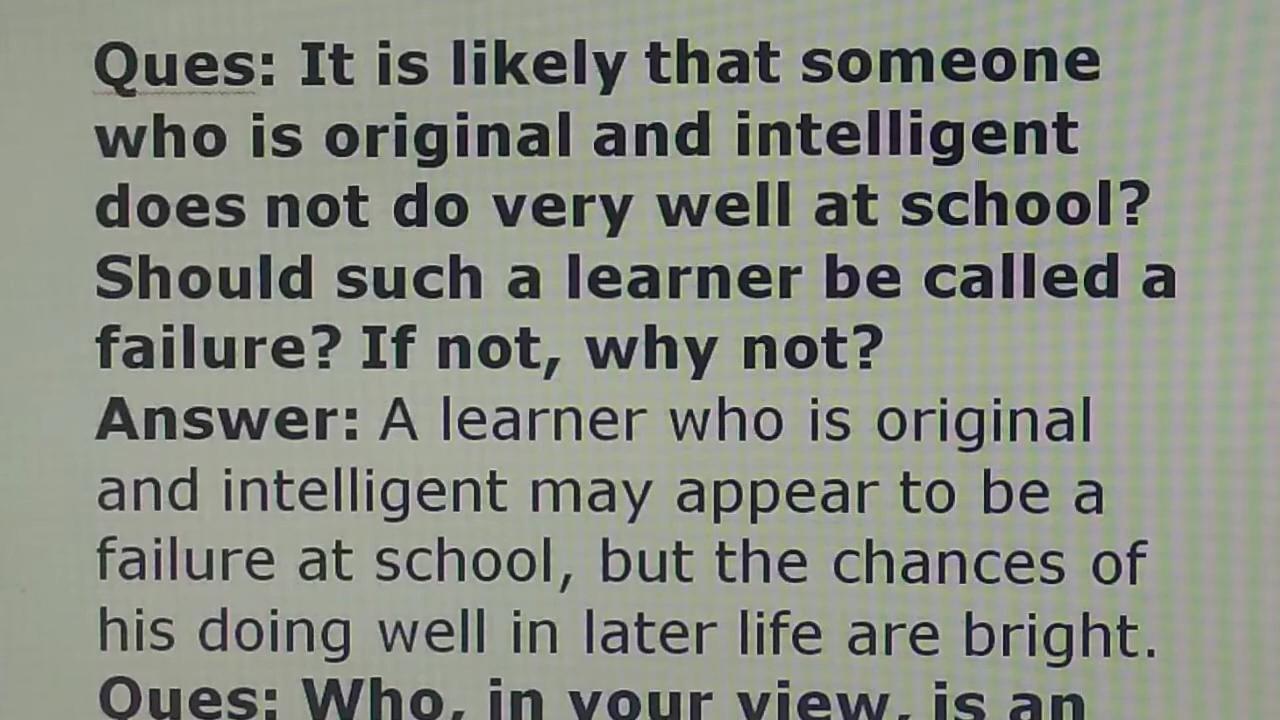 Ques: It is likely that someone
who is original and intelligent
does not do very well at school?
Should such a learner be called a
failure? If not, why not?
Answer: A learner who is original
and intelligent may appear to be a
failure at school, but the chances of
his doing well in later life are bright.
Ques: Who, in your view, is an